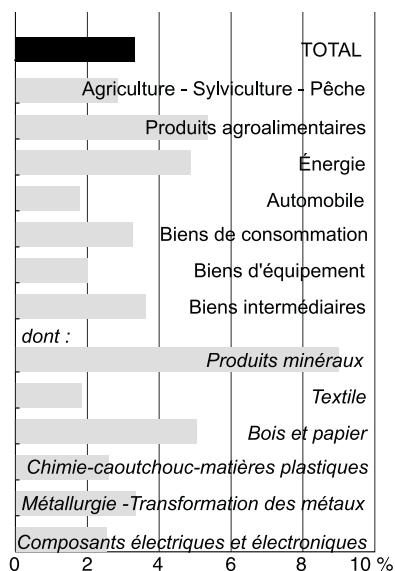 TOTAL
Agriculture - Sylviculture - Pêche
Produits agroalimentaires
Énergie
Automobile
Biens de consommation
Biens d'équipement
Biens intermédiaires
dont :
Produits minéraux
Textile
Bois et papier
Chimie-caoutchouc-matières plastiques
Métallurgie -Transformation des métaux
Composants électriques et électroniques
0 2 4 6 8 10 %